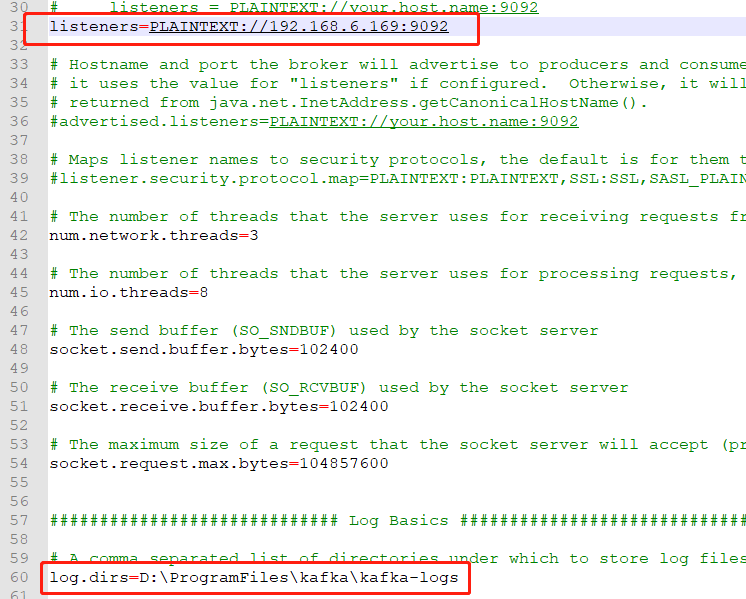 30 #     listeners = PLAINTEXT://your.host.name:9092
31 listeners=PLAINTEXT://192.168.6.169:9092
32
33 # Hostname and port the broker will advertise to producers and consume
34 # it uses the value for "listeners" if configured.  Otherwise, it will
35 # returned from java.net.InetAddress.getCanonicalHostName().
36 #advertised.listeners=PLAINTEXT://your.host.name:9092
37
38 # Maps listener names to security protocols, the default is for them t
39 #listener.security.protocol.map=PLAINTEXT:PLAINTEXT,SSL:SSL,SASL_PLAIN
40
41 # The number of threads that the server uses for receiving requests fr
42 num.network.threads=3
43
44 # The number of threads that the server uses for processing requests,
45 num.io.threads=8
46
47 # The send buffer (SO_SNDBUF) used by the socket server
48 socket.send.buffer.bytes=102400
49
50 # The receive buffer (SO_RCVBUF) used by the socket server
51 socket.receive.buffer.bytes=102400
52
53 # The maximum size of a request that the socket server will accept (pr
54 socket.request.max.bytes=104857600
55
56
57 ############################# Log Basics #############################
58
59 # A comma separated list of directories under which to store log files
60 log.dirs=D:\ProgramFiles\kafka\kafka-logs
61